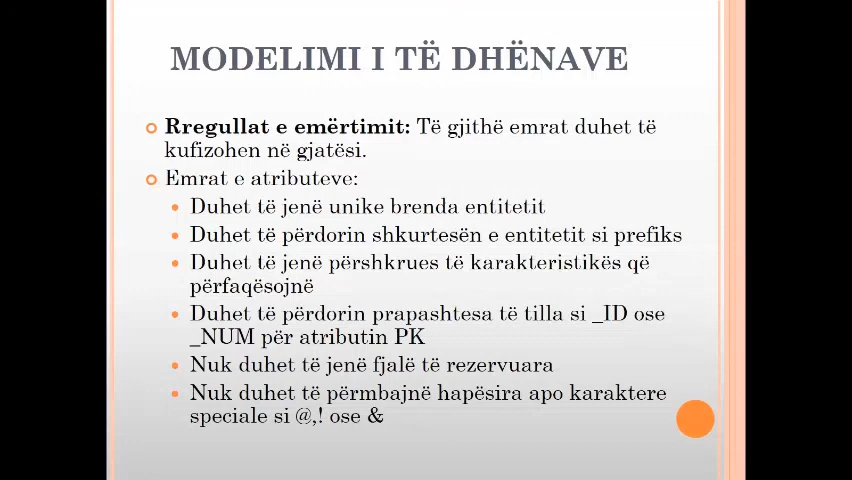 MODELIMI I TË DHËNAVE
Rregullat e emërtimit: Të gjithë emrat duhet të
kufizohen në gjatësi.
Emrat e atributeve:
Duhet të jenë unike brenda entitetit
Duhet të përdorin shkurtesën e entitetit si prefiks
Duhet të jenë përshkrues të karakteristikës që
përfaqësojnë
Duhet të përdorin prapashtesa të tilla si _ID ose
_NUM për atributin PK
Nuk duhet të jenë fjalë të rezervuara
Nuk duhet të përmbajnë hapësira apo karaktere
speciale si @,! ose &